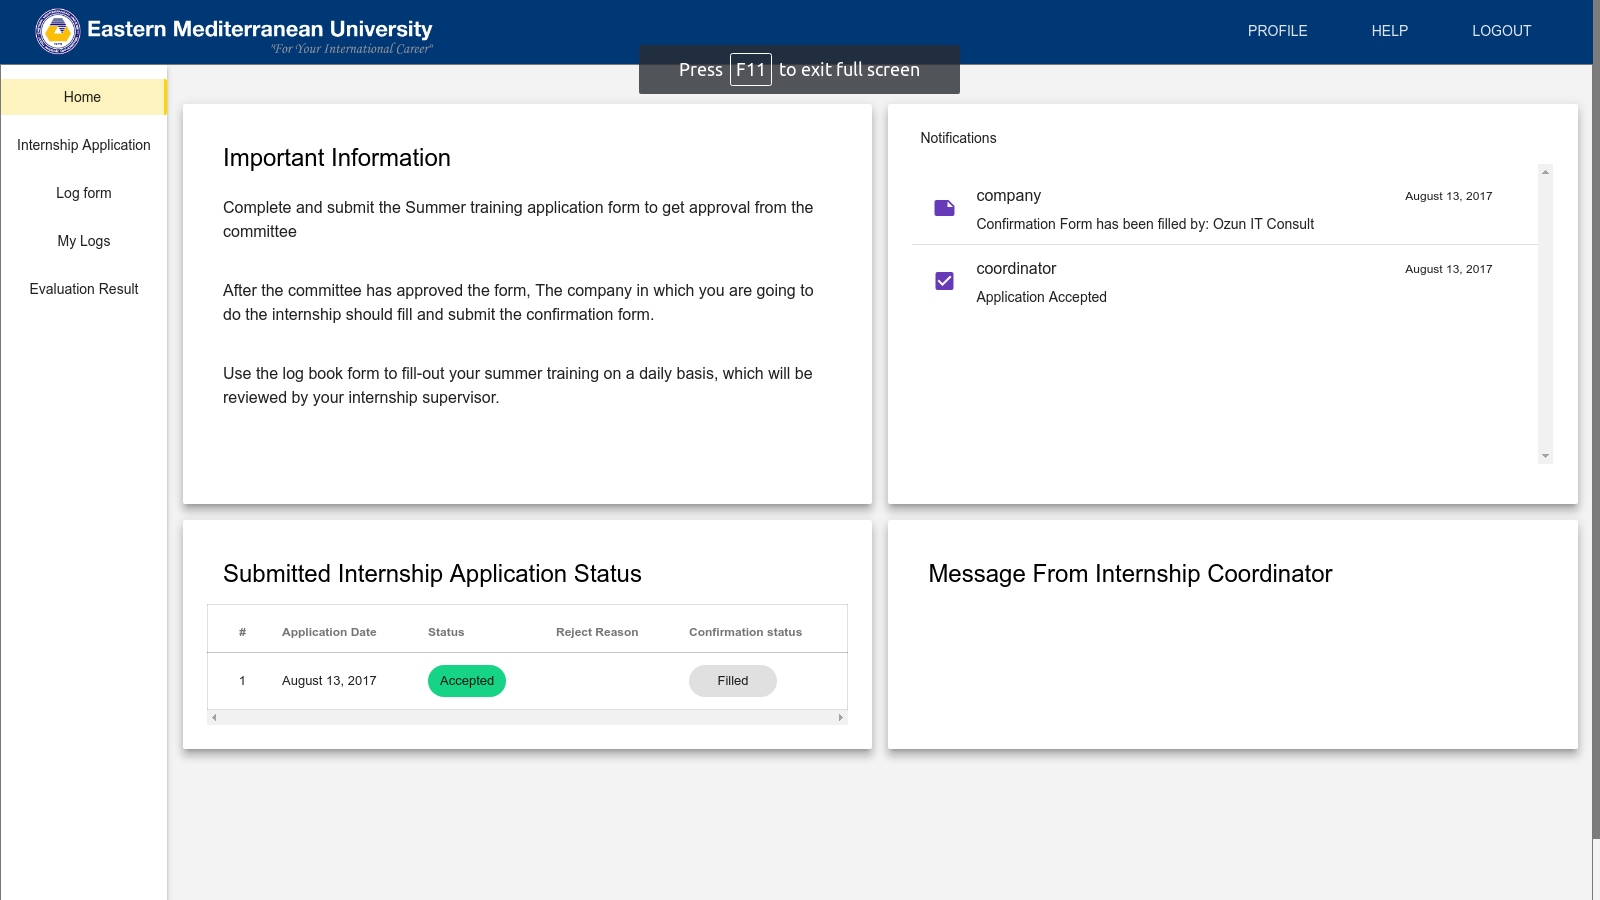 Eastern Mediterranean University
"For Your International Career"
PROFILE
HELP
LOGOUT
Press F11 to exit full screen
Home
Internship Application
Log form
My Logs
Evaluation Result
Important Information
Complete and submit the Summer training application form to get approval from the
committee
After the committee has approved the form, The company in which you are going to
do the internship should fill and submit the confirmation form.
Use the log book form to fill-out your summer training on a daily basis, which will be
reviewed by your internship supervisor.
Notifications
company August 13, 2017
Confirmation Form has been filled by: Ozun IT Consult
coordinator August 13, 2017
Application Accepted
Submitted Internship Application Status
# Application Date Status Reject Reason Confirmation status
1 August 13, 2017 Accepted Filled
Message From Internship Coordinator